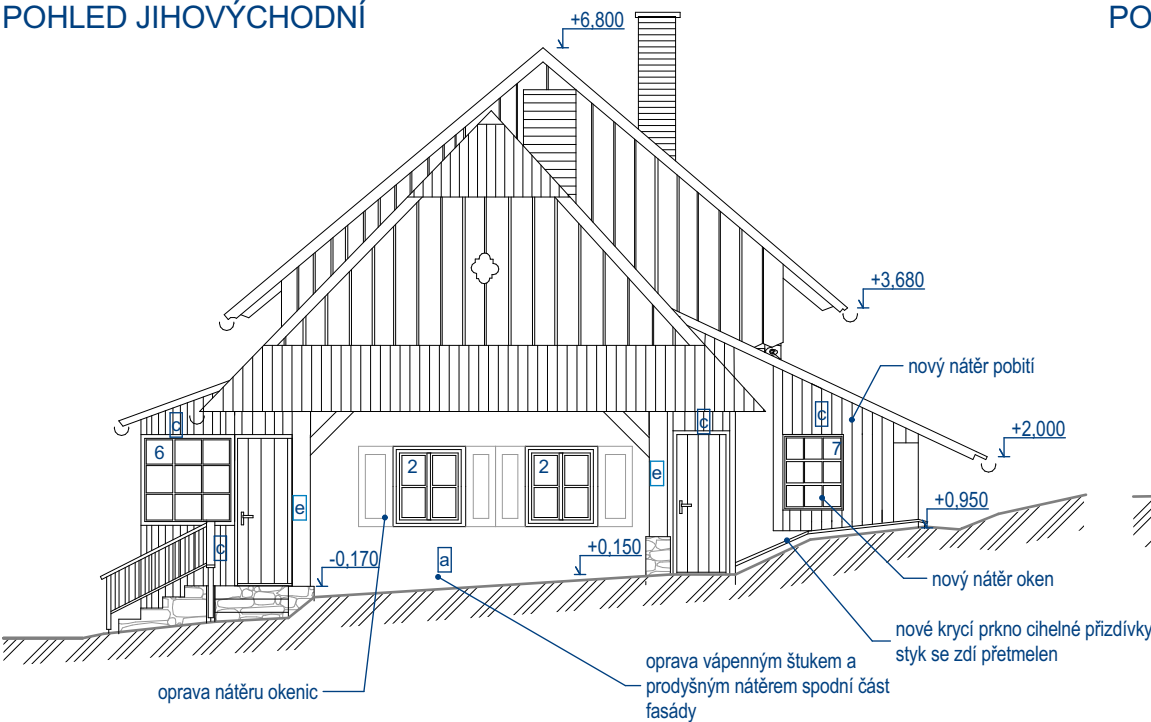 POHLED JIHOVÝCHODNÍ
PO
+6,800
+3,680
nový nátěr pobití
c
c
c
+2,000
6
2
2
7
e
e
+0,950
c
-0,170
a
+0,150
nový nátěr oken
nové krycí prkno cihelné přizdívky
styk se zdí přetmelen
oprava nátěru okenic
oprava vápenným štukem a
prodyšným nátěrem spodní část
fasády